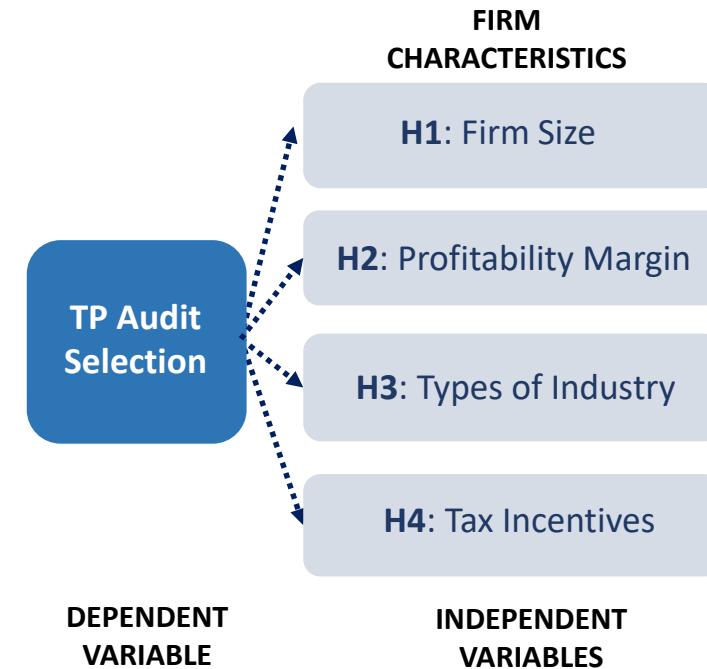 FIRM
CHARACTERISTICS
H1: Firm Size
H2: Profitability Margin
TP Audit
Selection
H3: Types of Industry
H4: Tax Incentives
DEPENDENT
VARIABLE
INDEPENDENT
VARIABLES